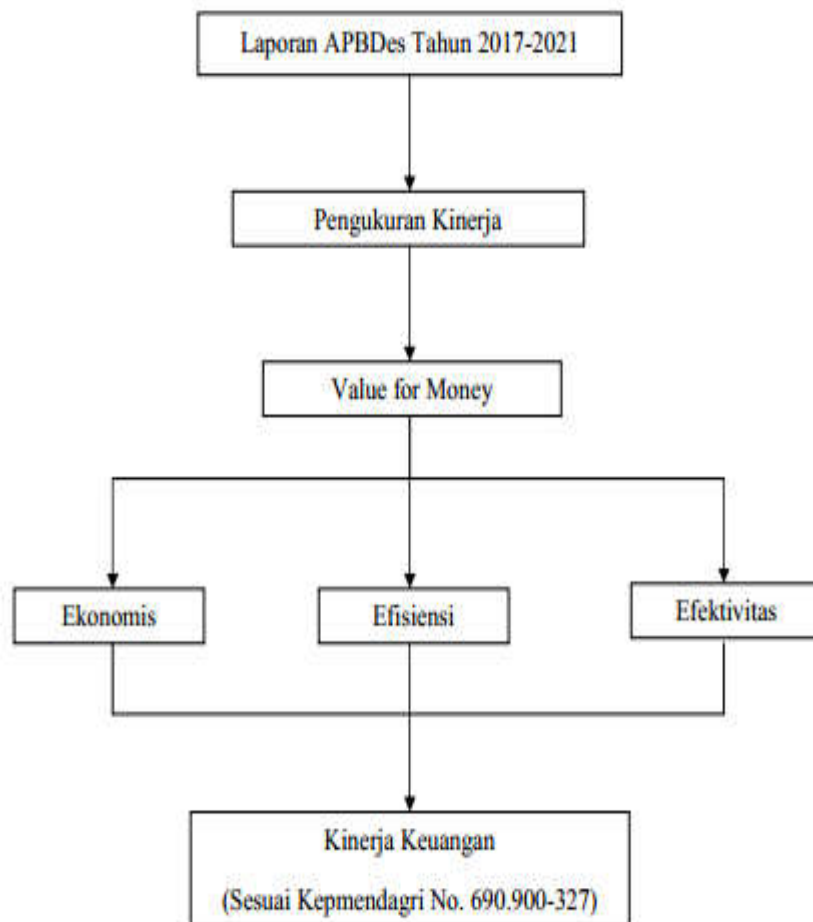 Laporan APBDes Tahun 2017-2021
Pengukuran Kinerja
Value for Money
Ekonomis
Efisiensi
Efektivitas
Kinerja Keuangan
(Sesuai Kepmendagri No. 690.900-327)